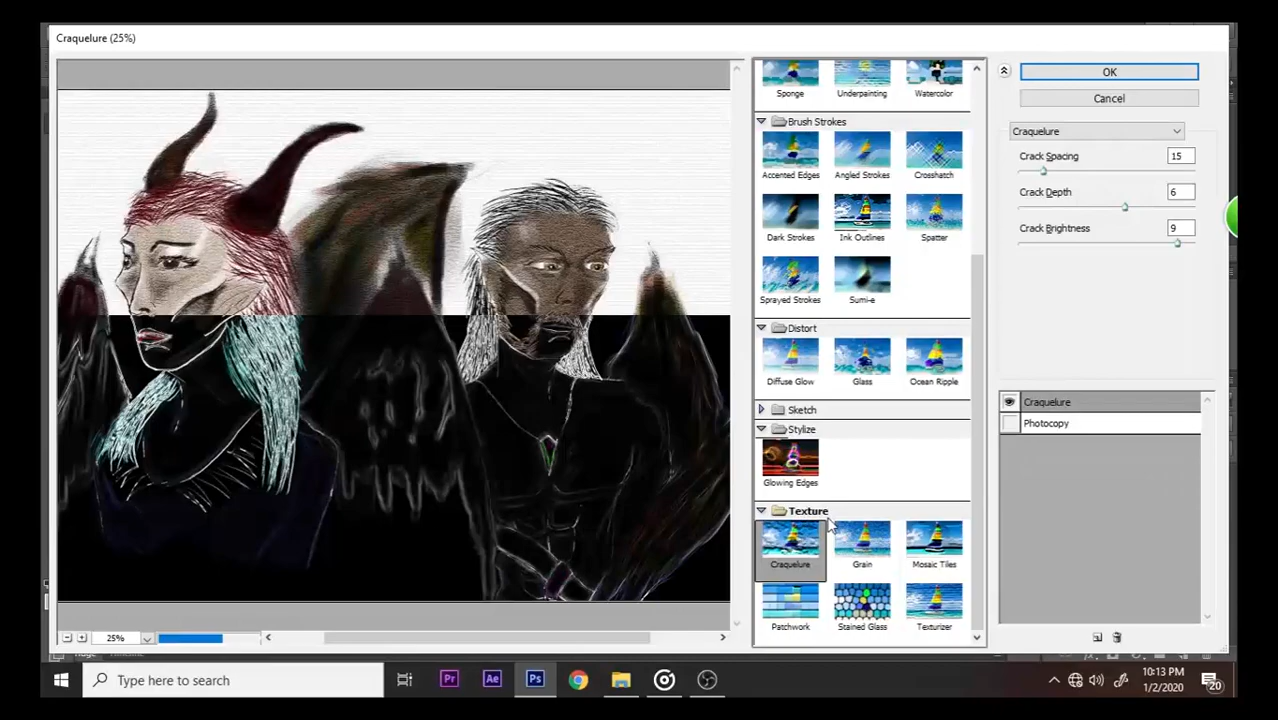 Craquelure (25%)
Sponge
Underpainting
Watercolor
Brush Strokes
Accented Edges
Angled Strokes
Crosshatch
Dark Strokes
Ink Outlines
Spatter
Sprayed Strokes
Sumi-e
Distort
Diffuse Glow
Glass
Ocean Ripple
Sketch
Stylize
Glowing Edges
Texture
Craquelure
Grain
Mosaic Tiles
Patchwork
Stained Glass
Texturizer
OK
Cancel
Craquelure
Crack Spacing 15
Crack Depth 6
Crack Brightness 9
Craquelure
Photocopy
25%
Type here to search
Pr
Ae
Ps
10:13 PM
1/2/2020
20